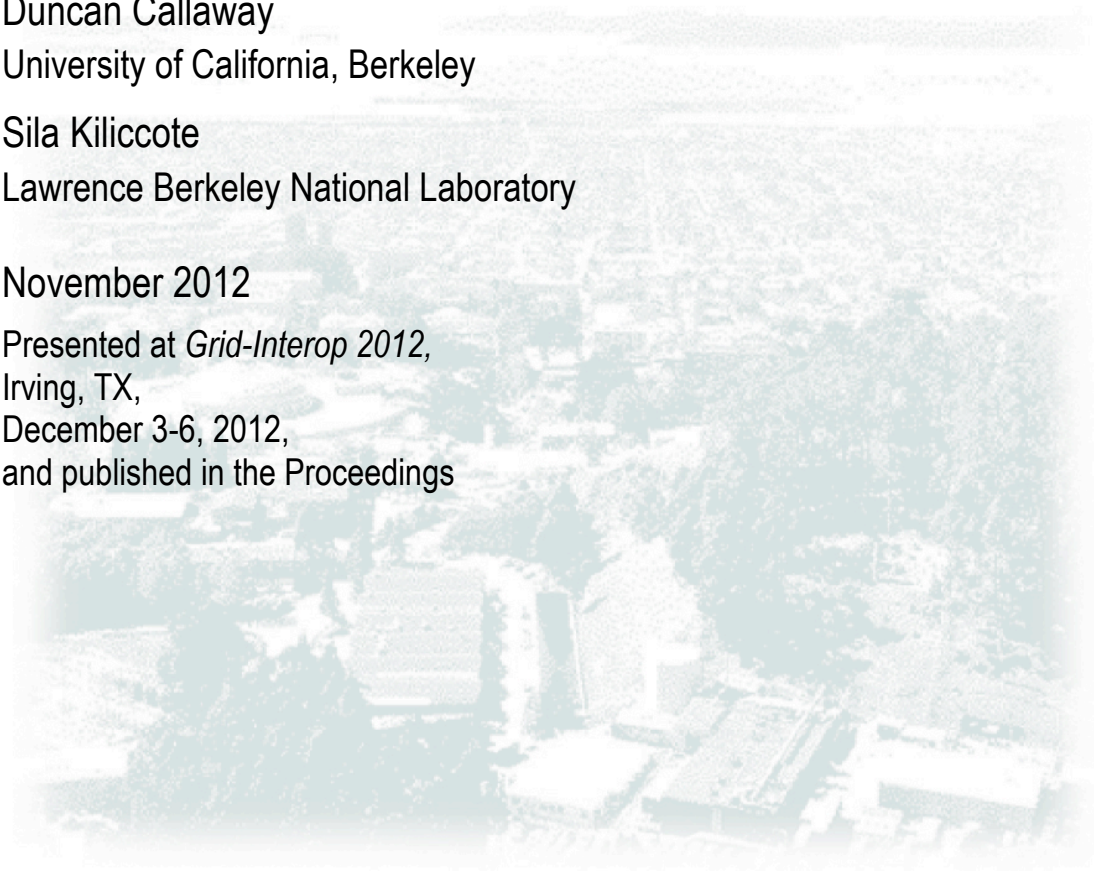 Duncan Callaway
University of California, Berkeley
Sila Kiliccote
Lawrence Berkeley National Laboratory
November 2012
Presented at Grid-Interop 2012,
Irving, TX,
December 3-6, 2012,
and published in the Proceedings